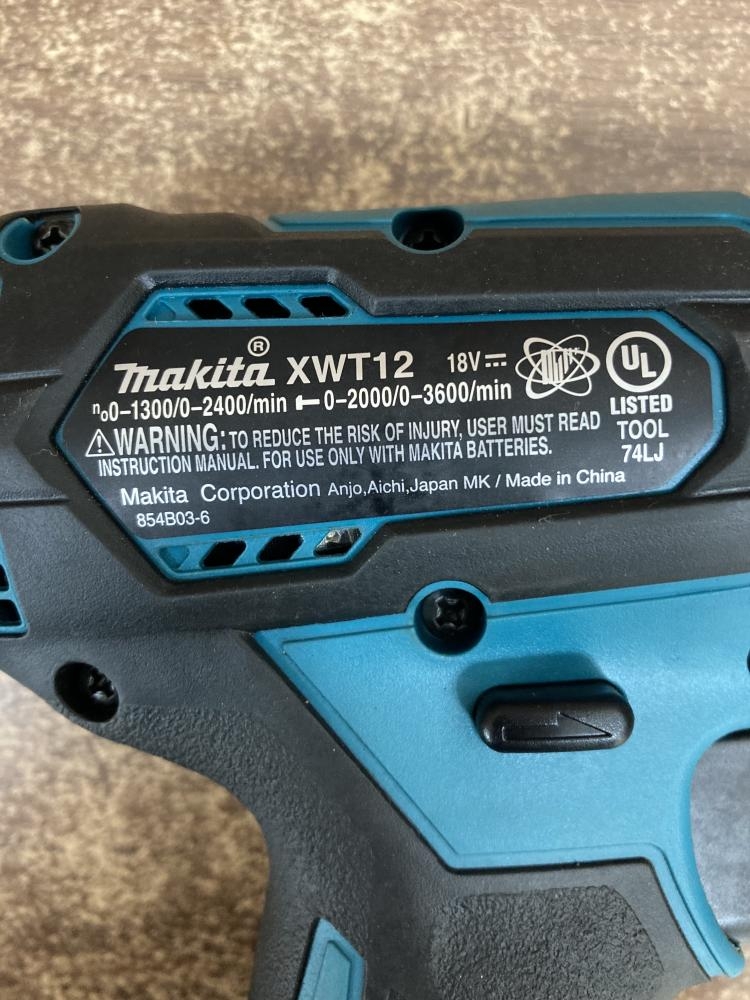 makita® XWT12 18V⎓
n₀0–1300/0–2400/min 0–2000/0–3600/min
UL
LISTED
TOOL
74LJ
⚠WARNING: TO REDUCE THE RISK OF INJURY, USER MUST READ
INSTRUCTION MANUAL. FOR USE ONLY WITH MAKITA BATTERIES.
Makita Corporation Anjo,Aichi,Japan MK / Made in China
854B03-6